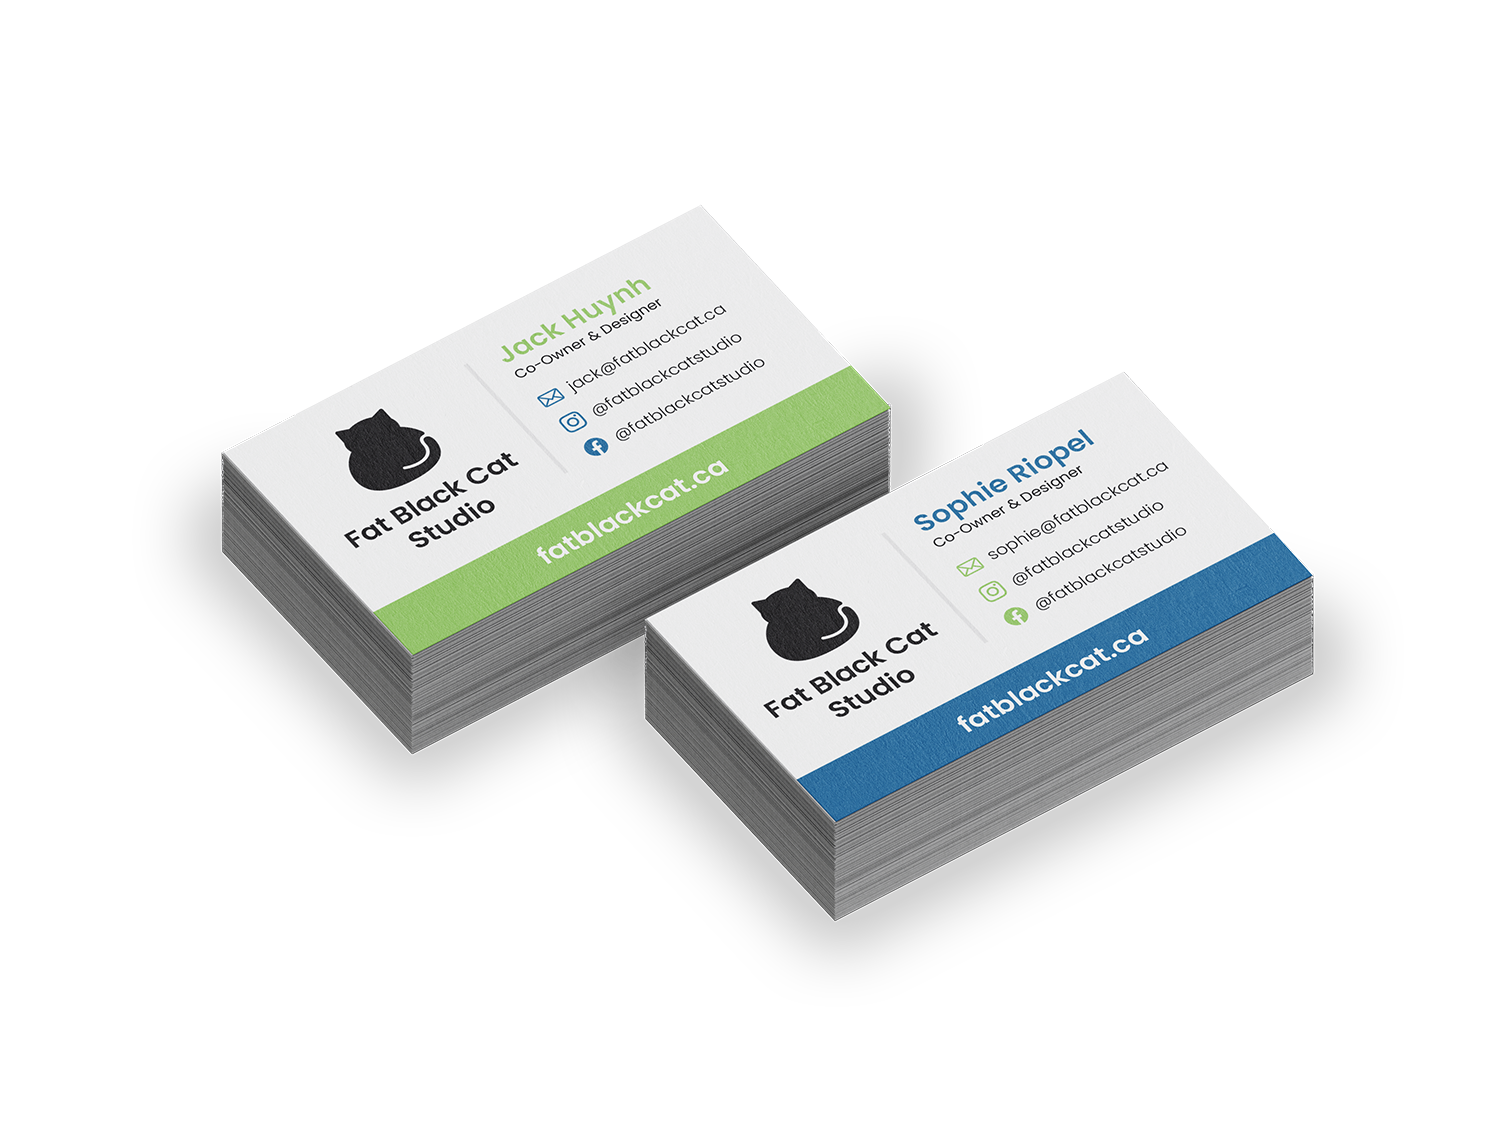 Fat Black Cat
Studio
Jack Huynh
Co-Owner & Designer
jack@fatblackcat.ca
@fatblackcatstudio
@fatblackcatstudio
fatblackcat.ca
Fat Black Cat
Studio
Sophie Riopel
Co-Owner & Designer
sophie@fatblackcat.ca
@fatblackcatstudio
@fatblackcatstudio
fatblackcat.ca